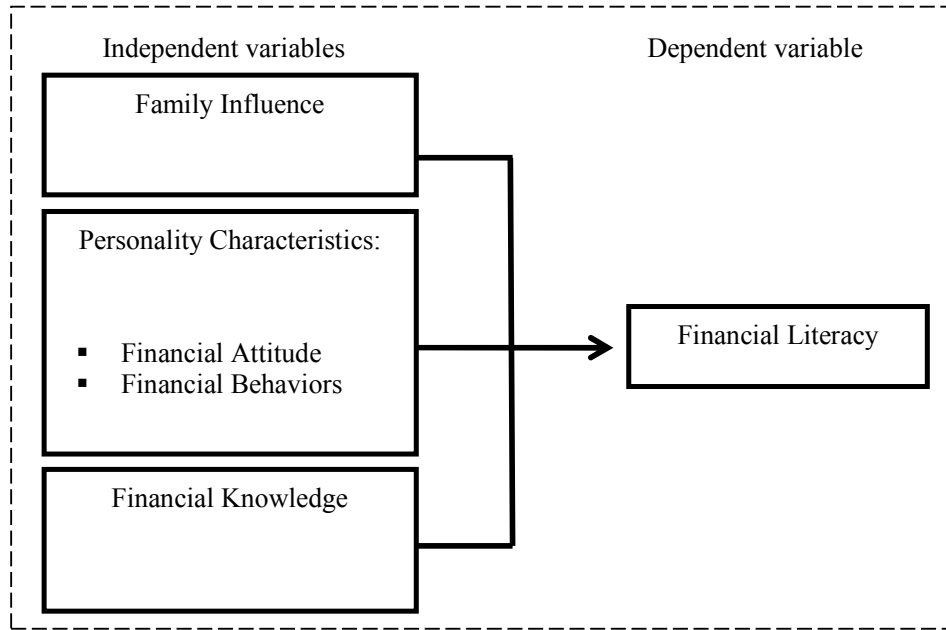 Independent variables
Dependent variable
Family Influence
Personality Characteristics:
▪ Financial Attitude
▪ Financial Behaviors
Financial Literacy
Financial Knowledge